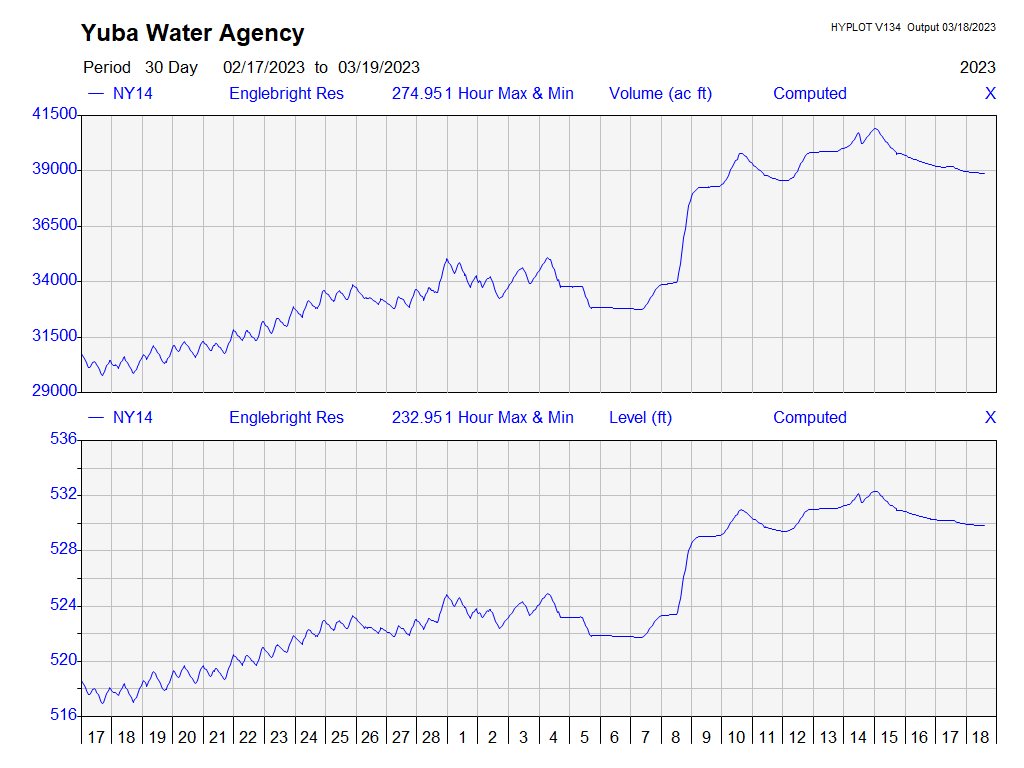 Yuba Water Agency
HYPLOT V134 Output 03/18/2023
Period 30 Day 02/17/2023 to 03/19/2023
2023
NY14 Englebright Res 274.951 Hour Max & Min Volume (ac ft) Computed X
41500
39000
36500
34000
31500
29000
NY14 Englebright Res 232.951 Hour Max & Min Level (ft) Computed X
536
532
528
524
520
516
17 18 19 20 21 22 23 24 25 26 27 28 1 2 3 4 5 6 7 8 9 10 11 12 13 14 15 16 17 18